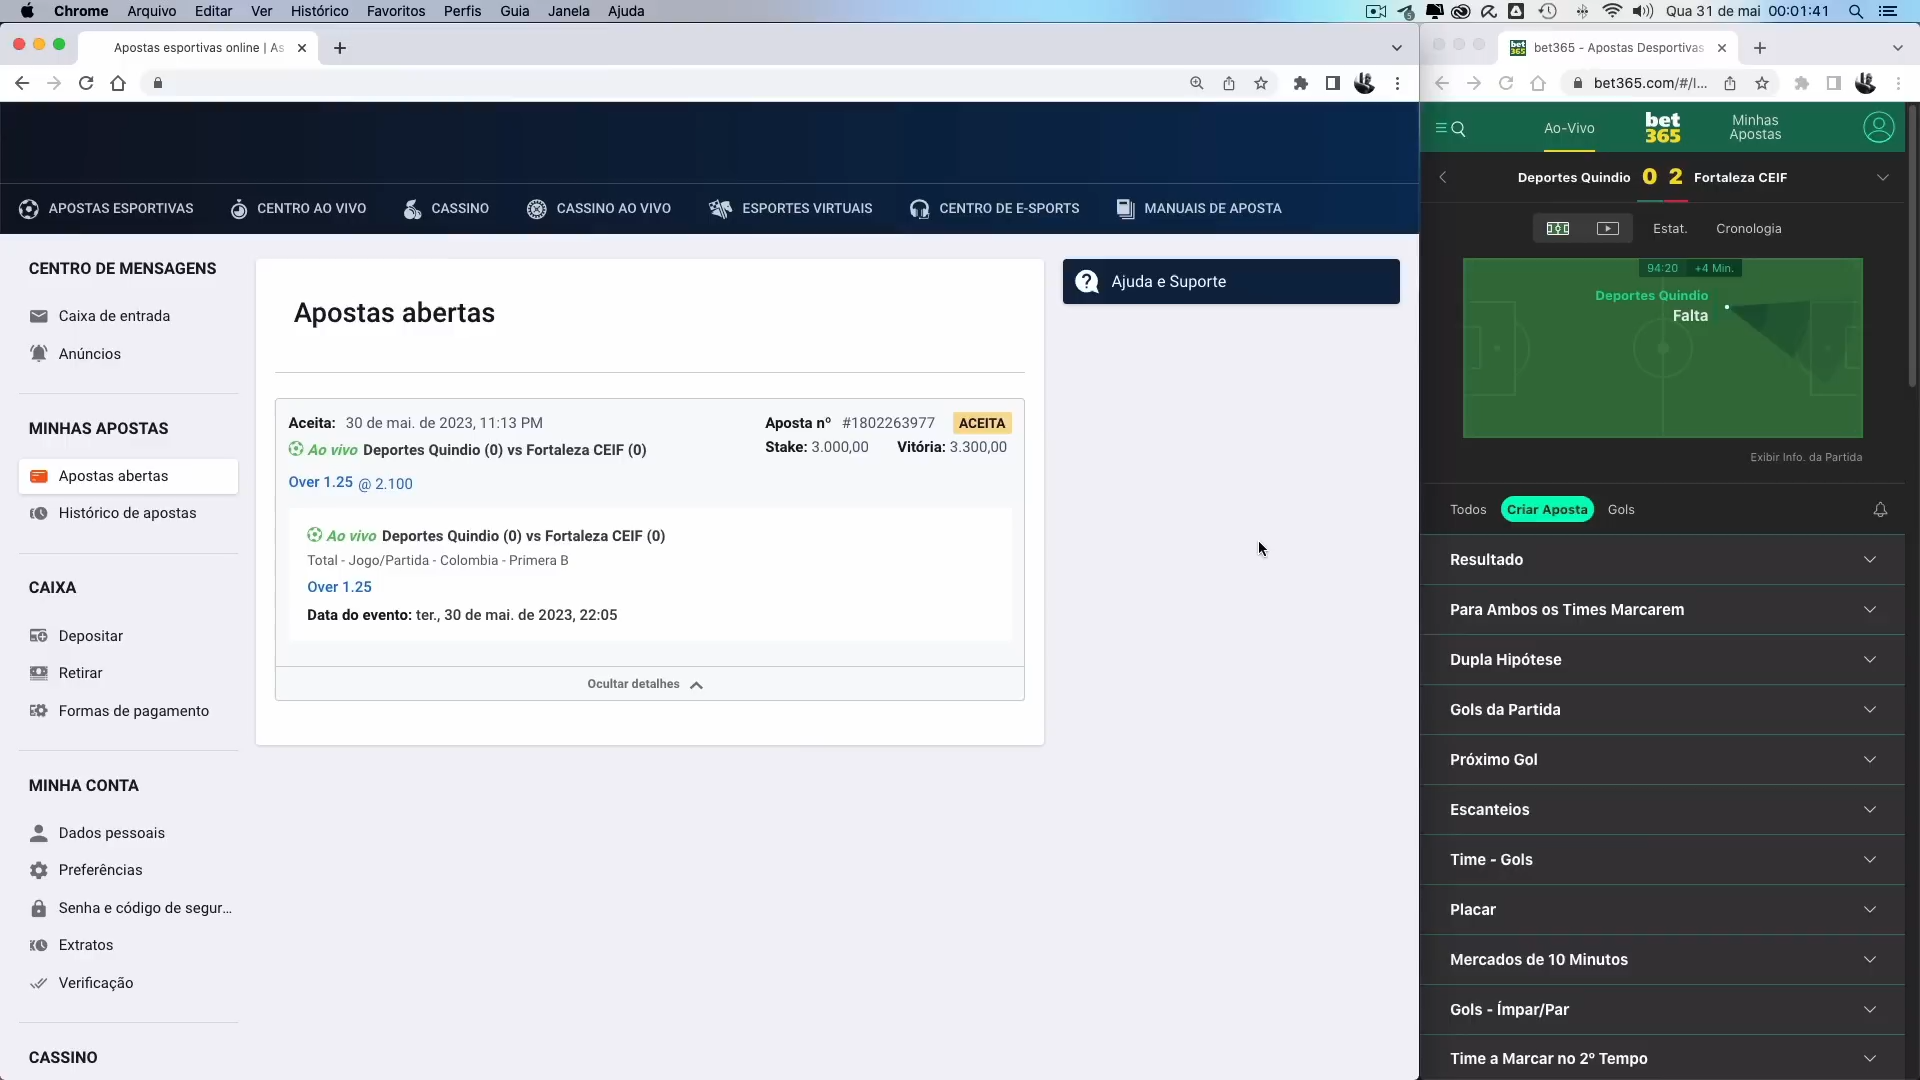 Chrome Arquivo Editar Ver Histórico Favoritos Perfis Guia Janela Ajuda
5
Qua 31 de mai 00:01:41
Apostas esportivas online | As
APOSTAS ESPORTIVAS
CENTRO AO VIVO
CASSINO
CASSINO AO VIVO
ESPORTES VIRTUAIS
CENTRO DE E-SPORTS
MANUAIS DE APOSTA
CENTRO DE MENSAGENS
Caixa de entrada
Anúncios
MINHAS APOSTAS
Apostas abertas
Histórico de apostas
CAIXA
Depositar
Retirar
Formas de pagamento
MINHA CONTA
Dados pessoais
Preferências
Senha e código de segur...
Extratos
Verificação
CASSINO
Apostas abertas
Aceita: 30 de mai. de 2023, 11:13 PM
Aposta nº #1802263977 ACEITA
Ao vivo Deportes Quindio (0) vs Fortaleza CEIF (0)
Stake: 3.000,00 Vitória: 3.300,00
Over 1.25 @ 2.100
Ao vivo Deportes Quindio (0) vs Fortaleza CEIF (0)
Total - Jogo/Partida - Colombia - Primera B
Over 1.25
Data do evento: ter., 30 de mai. de 2023, 22:05
Ocultar detalhes
Ajuda e Suporte
bet365 - Apostas Desportivas
bet365.com/#/I...
Ao-Vivo
bet
365
Minhas
Apostas
Deportes Quindio 0 2 Fortaleza CEIF
Estat. Cronologia
94:20 +4 Min.
Deportes Quindio
Falta
Exibir Info. da Partida
Todos Criar Aposta Gols
Resultado
Para Ambos os Times Marcarem
Dupla Hipótese
Gols da Partida
Próximo Gol
Escanteios
Time - Gols
Placar
Mercados de 10 Minutos
Gols - Ímpar/Par
Time a Marcar no 2º Tempo